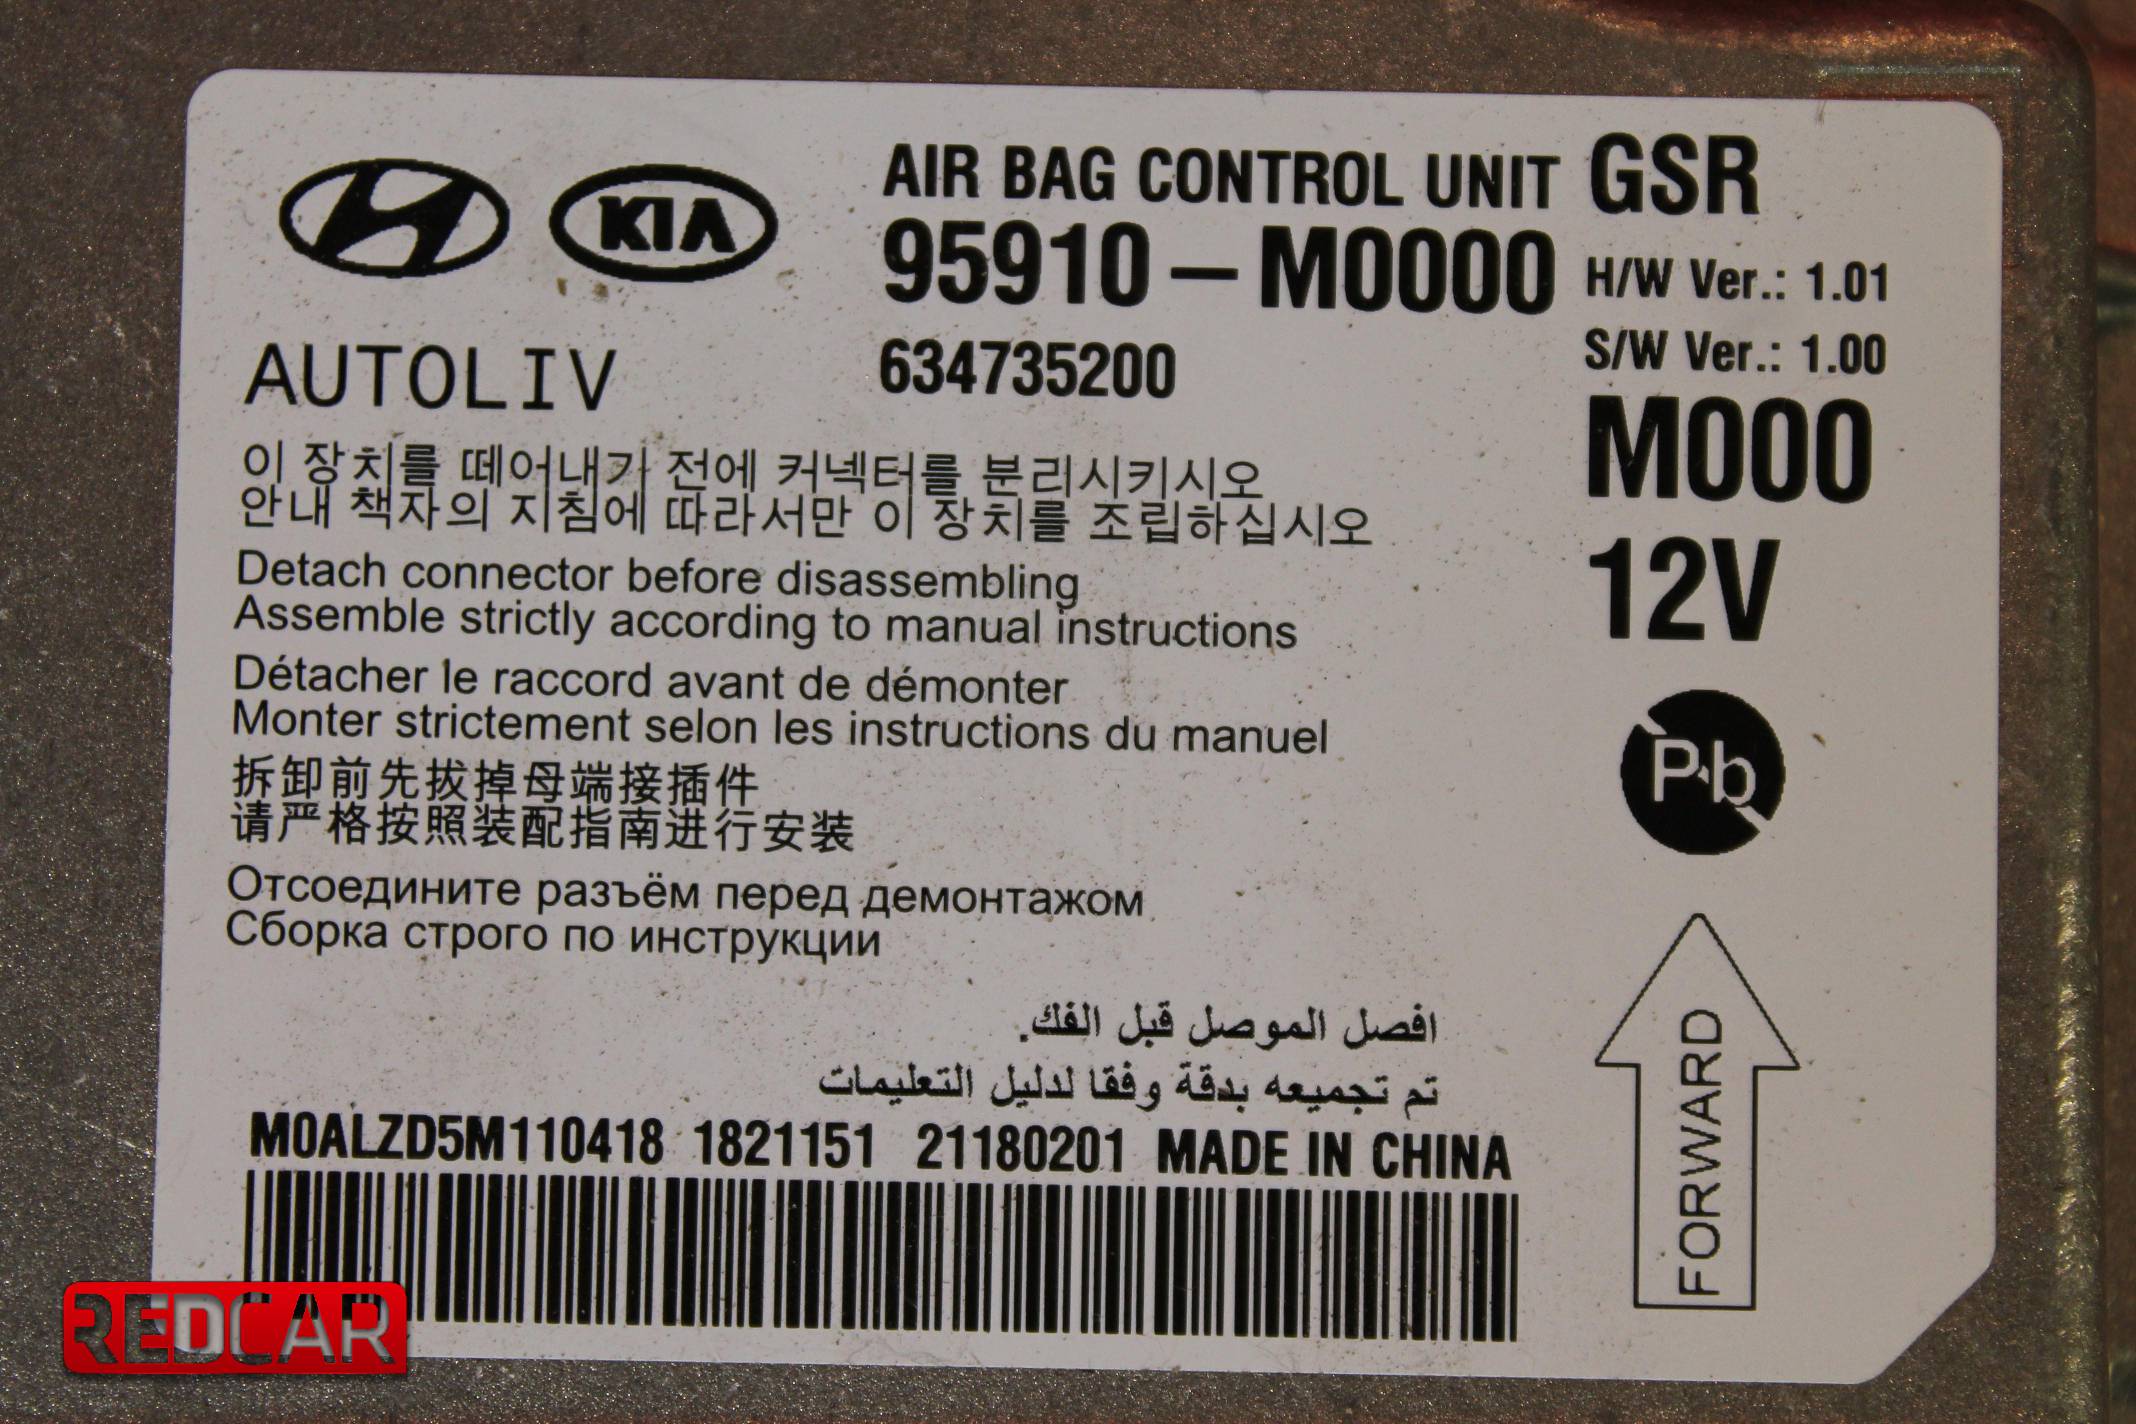 KIA
AIR BAG CONTROL UNIT GSR
95910-M0000
H/W Ver.: 1.01
AUTOLIV
634735200
S/W Ver.: 1.00
M000
12V
Pb
이 장치를 떼어내기 전에 커넥터를 분리시키시오
안내 책자의 지침에 따라서만 이 장치를 조립하십시오
Detach connector before disassembling
Assemble strictly according to manual instructions
Détacher le raccord avant de démonter
Monter strictement selon les instructions du manuel
拆卸前先拔掉母端接插件
请严格按照装配指南进行安装
Отсоедините разъём перед демонтажом
Сборка строго по инструкции
افصل الموصل قبل الفك.
تم تجميعه بدقة وفقا لدليل التعليمات
FORWARD
M0ALZD5M110418 1821151 21180201 MADE IN CHINA
REDCAR